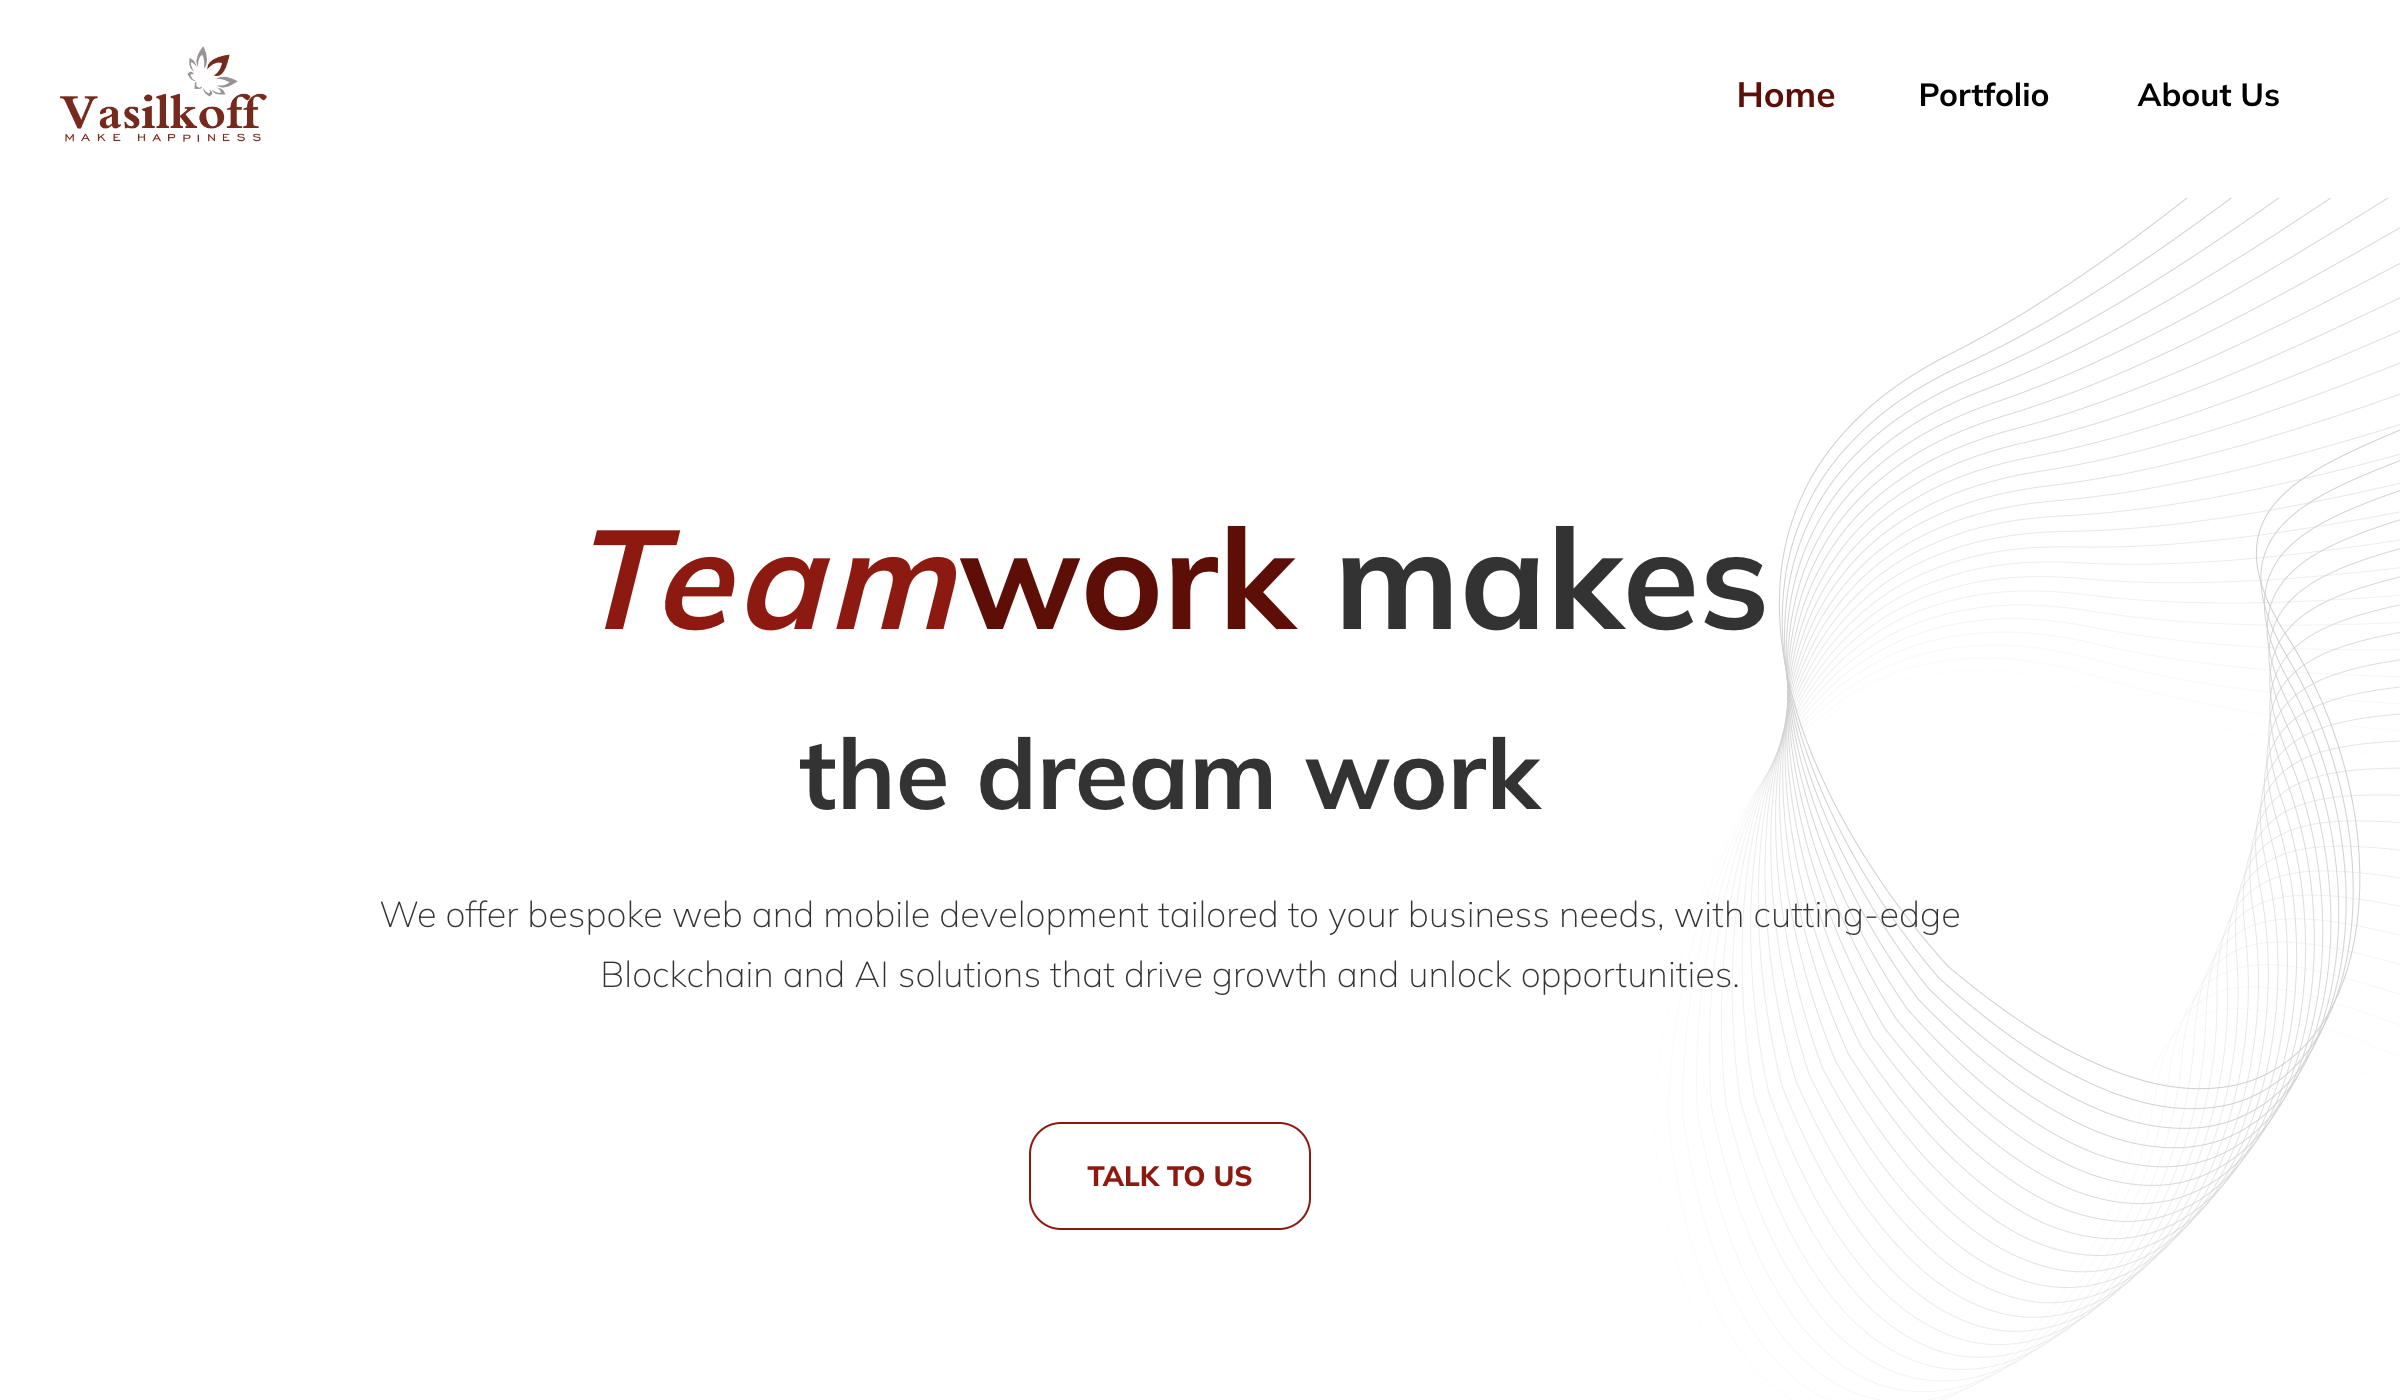 Vasilkoff
MAKE HAPPINESS
Home Portfolio About Us
Teamwork makes
the dream work
We offer bespoke web and mobile development tailored to your business needs, with cutting-edge
Blockchain and AI solutions that drive growth and unlock opportunities.
TALK TO US